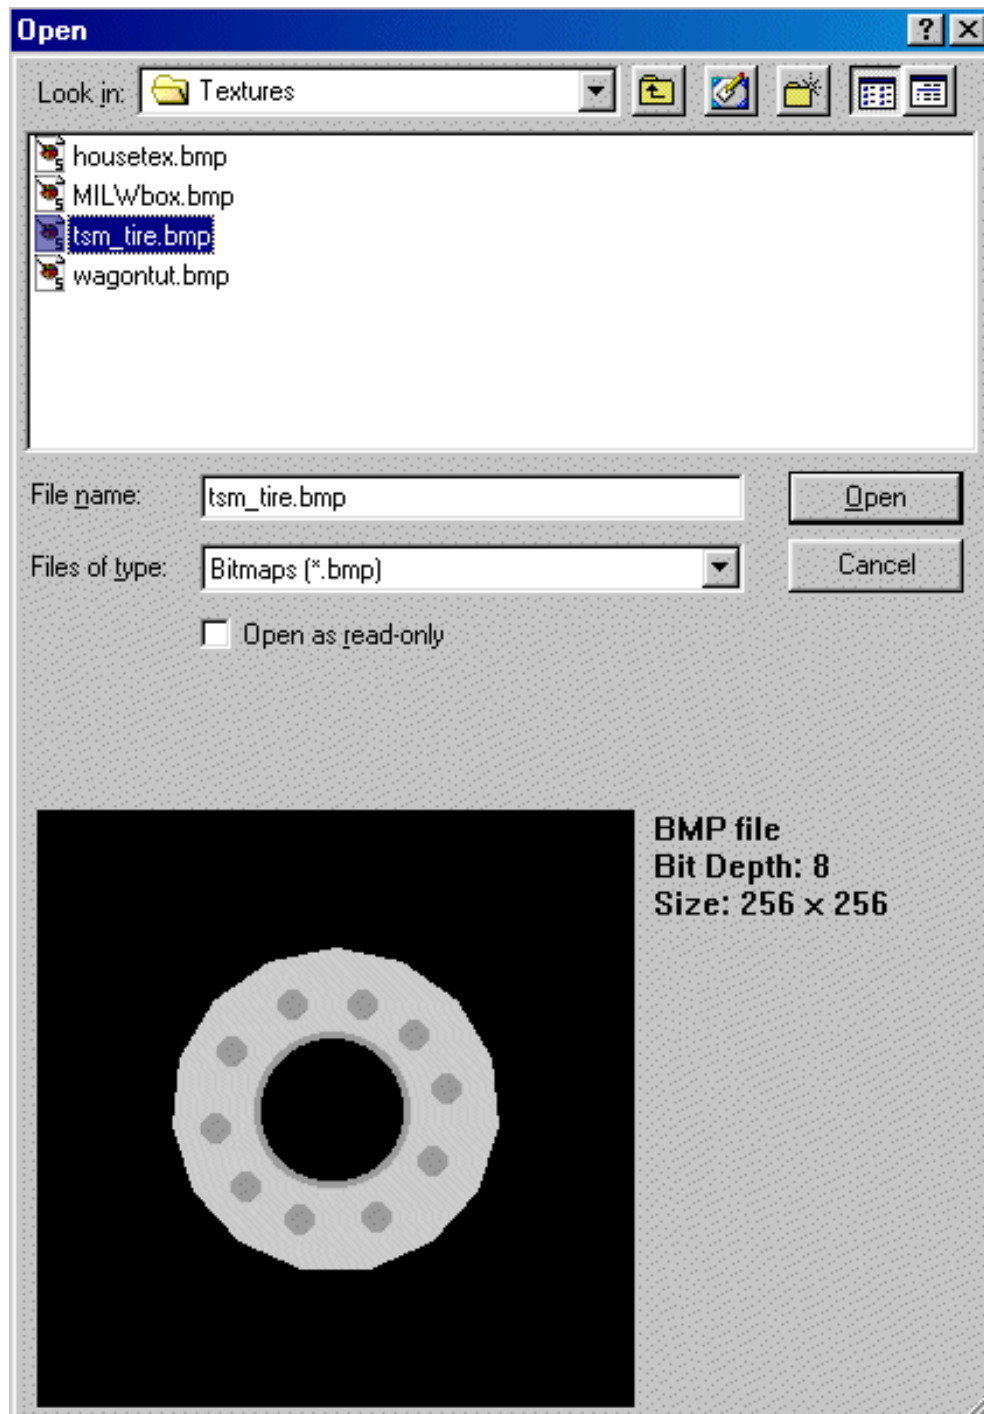 Open
Look in: Textures
housetex.bmp
MILWbox.bmp
tsm_tire.bmp
wagontut.bmp
File name: tsm_tire.bmp Open
Files of type: Bitmaps (*.bmp) Cancel
Open as read-only
BMP file
Bit Depth: 8
Size: 256 × 256